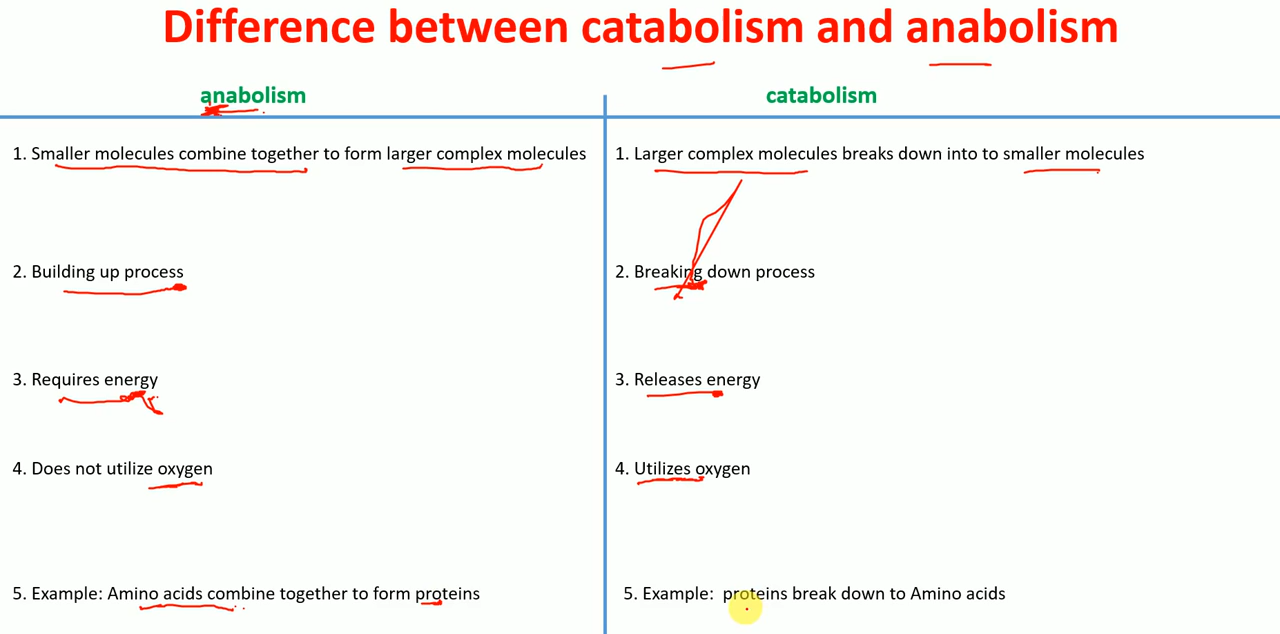 Difference between catabolism and anabolism
anabolism
catabolism
1. Smaller molecules combine together to form larger complex molecules
1. Larger complex molecules breaks down into to smaller molecules
2. Building up process
2. Breaking down process
3. Requires energy
3. Releases energy
4. Does not utilize oxygen
4. Utilizes oxygen
5. Example: Amino acids combine together to form proteins
5. Example: proteins break down to Amino acids